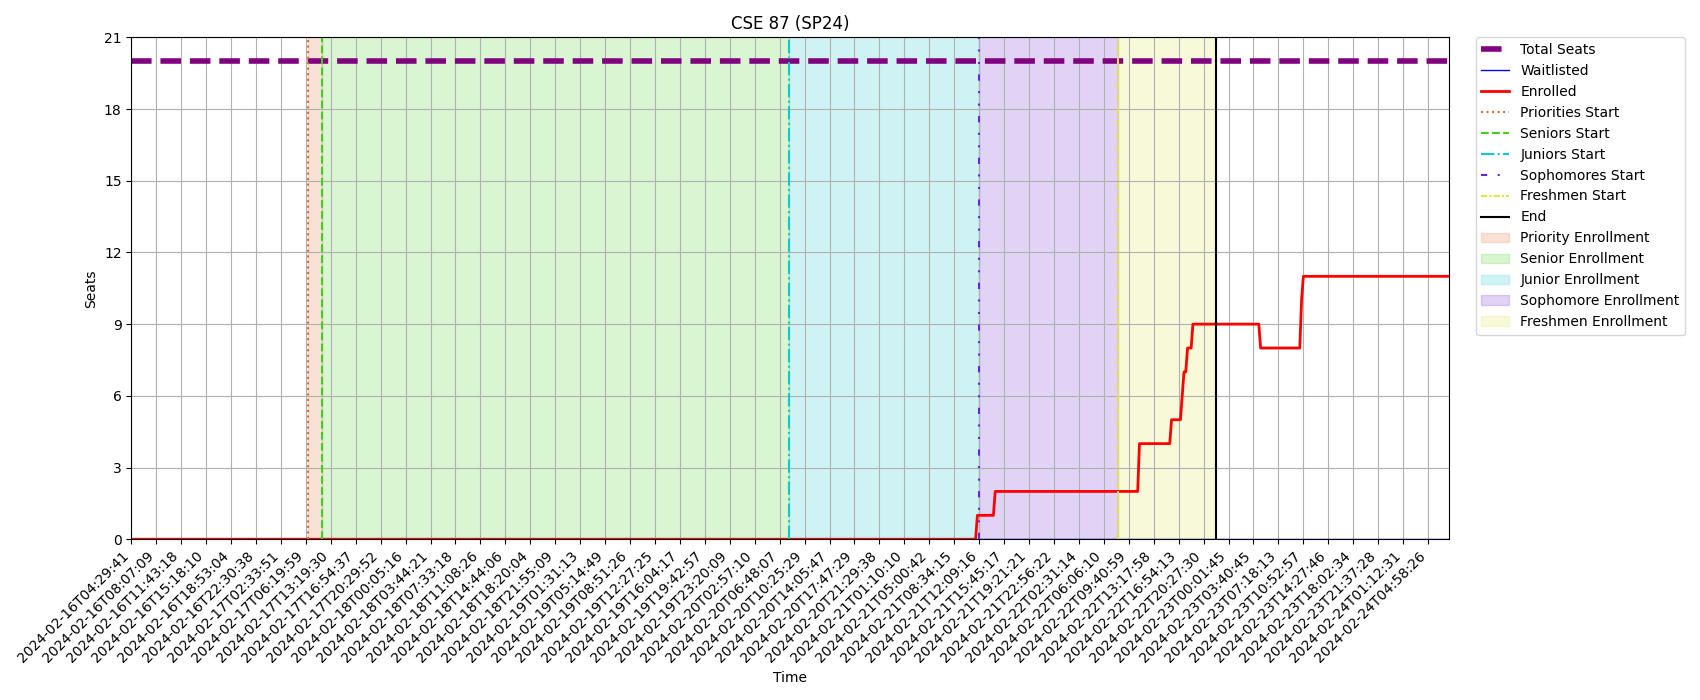 CSE 87 (SP24)
21
18
15
12
9
6
3
0
Seats
2024-02-16T04:29:41
2024-02-16T08:07:09
2024-02-16T11:43:18
2024-02-16T15:18:10
2024-02-16T18:53:04
2024-02-16T22:30:38
2024-02-17T02:33:51
2024-02-17T06:19:59
2024-02-17T13:19:30
2024-02-17T16:54:37
2024-02-17T20:29:52
2024-02-18T00:05:16
2024-02-18T03:44:21
2024-02-18T07:33:18
2024-02-18T11:08:26
2024-02-18T14:44:06
2024-02-18T18:20:04
2024-02-18T21:55:09
2024-02-19T01:31:13
2024-02-19T05:14:49
2024-02-19T08:51:26
2024-02-19T12:27:25
2024-02-19T16:04:17
2024-02-19T19:42:57
2024-02-19T23:20:09
2024-02-20T02:57:10
2024-02-20T06:48:07
2024-02-20T10:25:29
2024-02-20T14:05:47
2024-02-20T17:47:29
2024-02-20T21:29:38
2024-02-21T01:10:10
2024-02-21T05:00:42
2024-02-21T08:34:15
2024-02-21T12:09:16
2024-02-21T15:45:17
2024-02-21T19:21:21
2024-02-21T22:56:22
2024-02-22T02:31:14
2024-02-22T06:06:10
2024-02-22T09:40:59
2024-02-22T13:17:58
2024-02-22T16:54:13
2024-02-22T20:27:30
2024-02-23T00:01:45
2024-02-23T03:40:45
2024-02-23T07:18:13
2024-02-23T10:52:57
2024-02-23T14:27:46
2024-02-23T18:02:34
2024-02-23T21:37:28
2024-02-24T01:12:31
2024-02-24T04:58:26
Time
Total Seats
Waitlisted
Enrolled
Priorities Start
Seniors Start
Juniors Start
Sophomores Start
Freshmen Start
End
Priority Enrollment
Senior Enrollment
Junior Enrollment
Sophomore Enrollment
Freshmen Enrollment